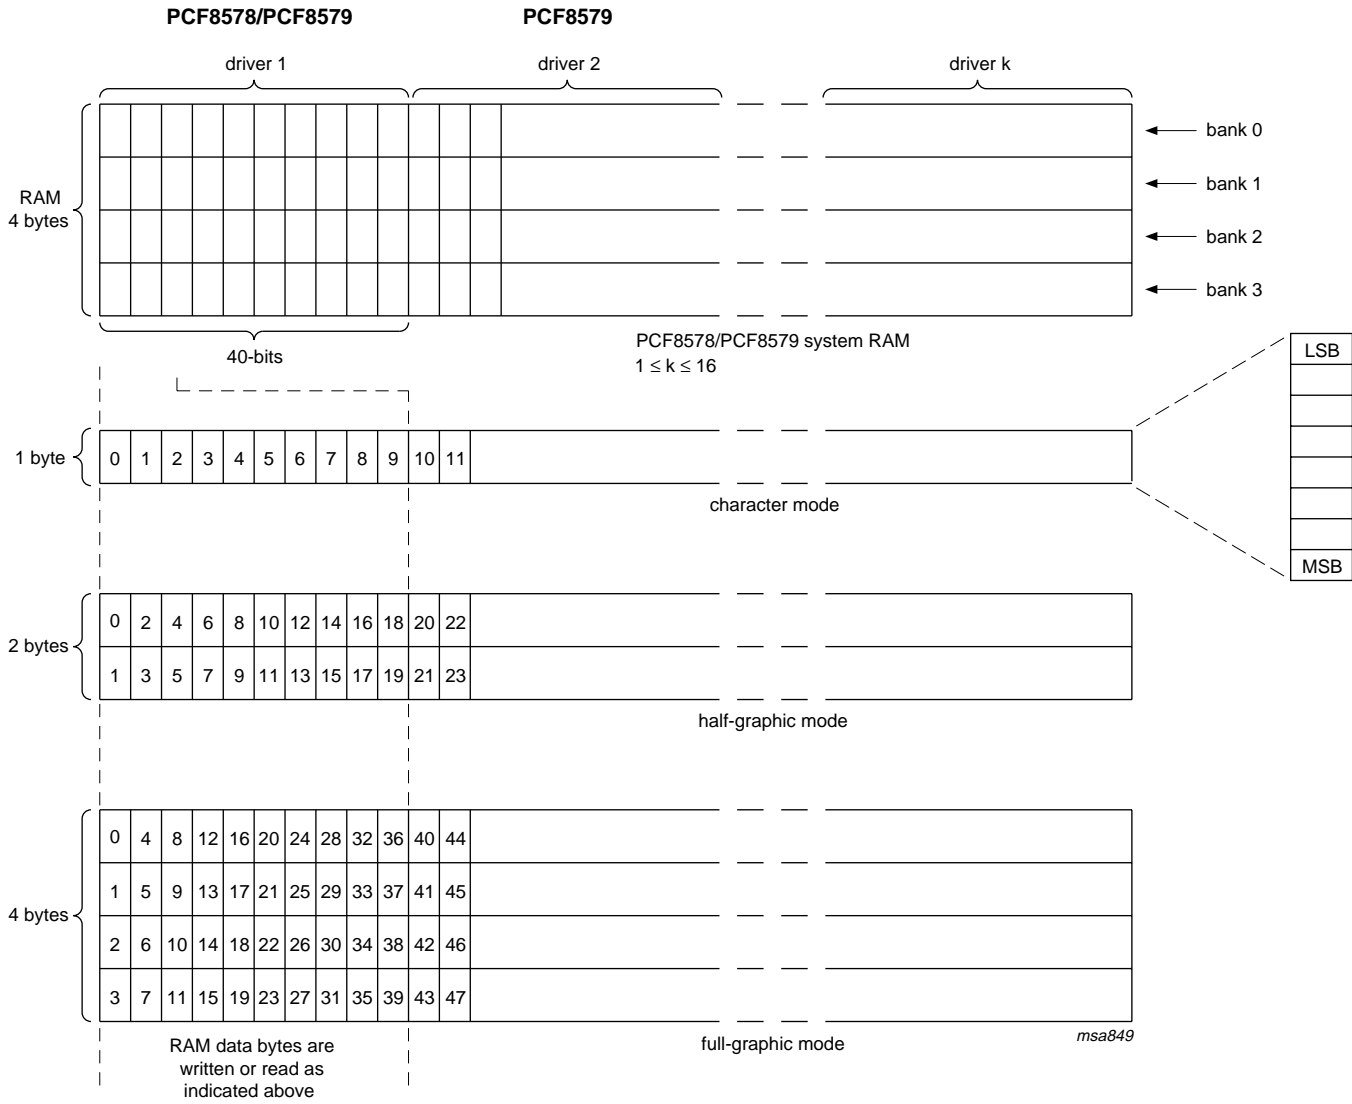 PCF8578/PCF8579 PCF8579
driver 1 driver 2 driver k
bank 0
bank 1
RAM
4 bytes
bank 2
bank 3
40-bits
PCF8578/PCF8579 system RAM
1 ≤ k ≤ 16
LSB
1 byte 0 1 2 3 4 5 6 7 8 9 10 11
character mode
MSB
0 2 4 6 8 10 12 14 16 18 20 22
2 bytes
1 3 5 7 9 11 13 15 17 19 21 23
half-graphic mode
0 4 8 12 16 20 24 28 32 36 40 44
1 5 9 13 17 21 25 29 33 37 41 45
4 bytes
2 6 10 14 18 22 26 30 34 38 42 46
3 7 11 15 19 23 27 31 35 39 43 47
full-graphic mode
msa849
RAM data bytes are
written or read as
indicated above